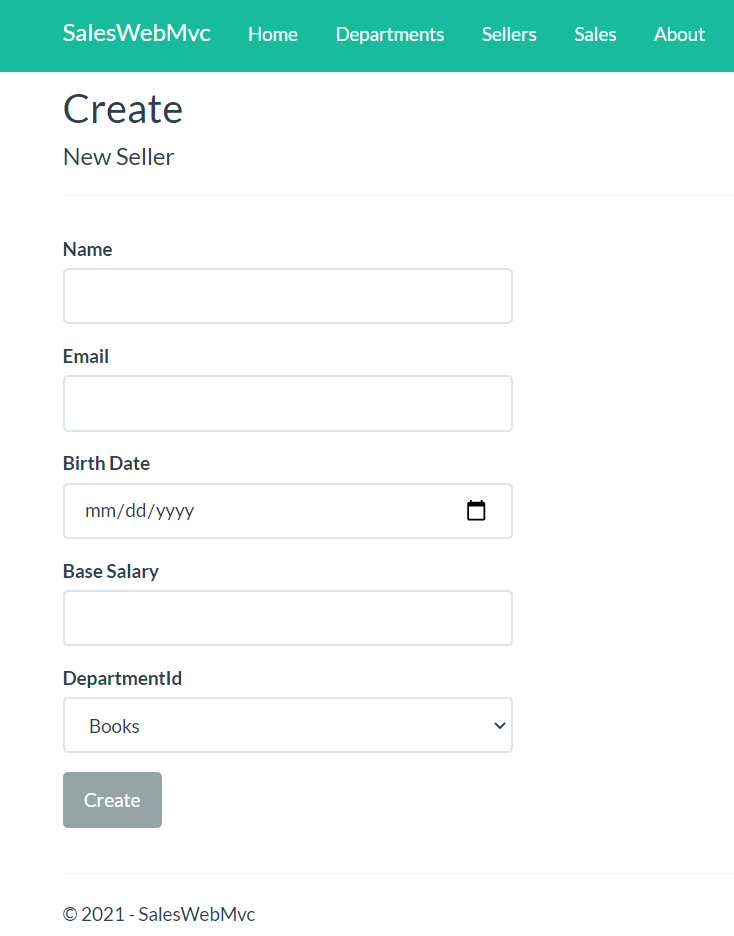 SalesWebMvc Home Departments Sellers Sales About
Create
New Seller
Name
Email
Birth Date
mm/dd/yyyy
Base Salary
DepartmentId
Books
Create
© 2021 - SalesWebMvc